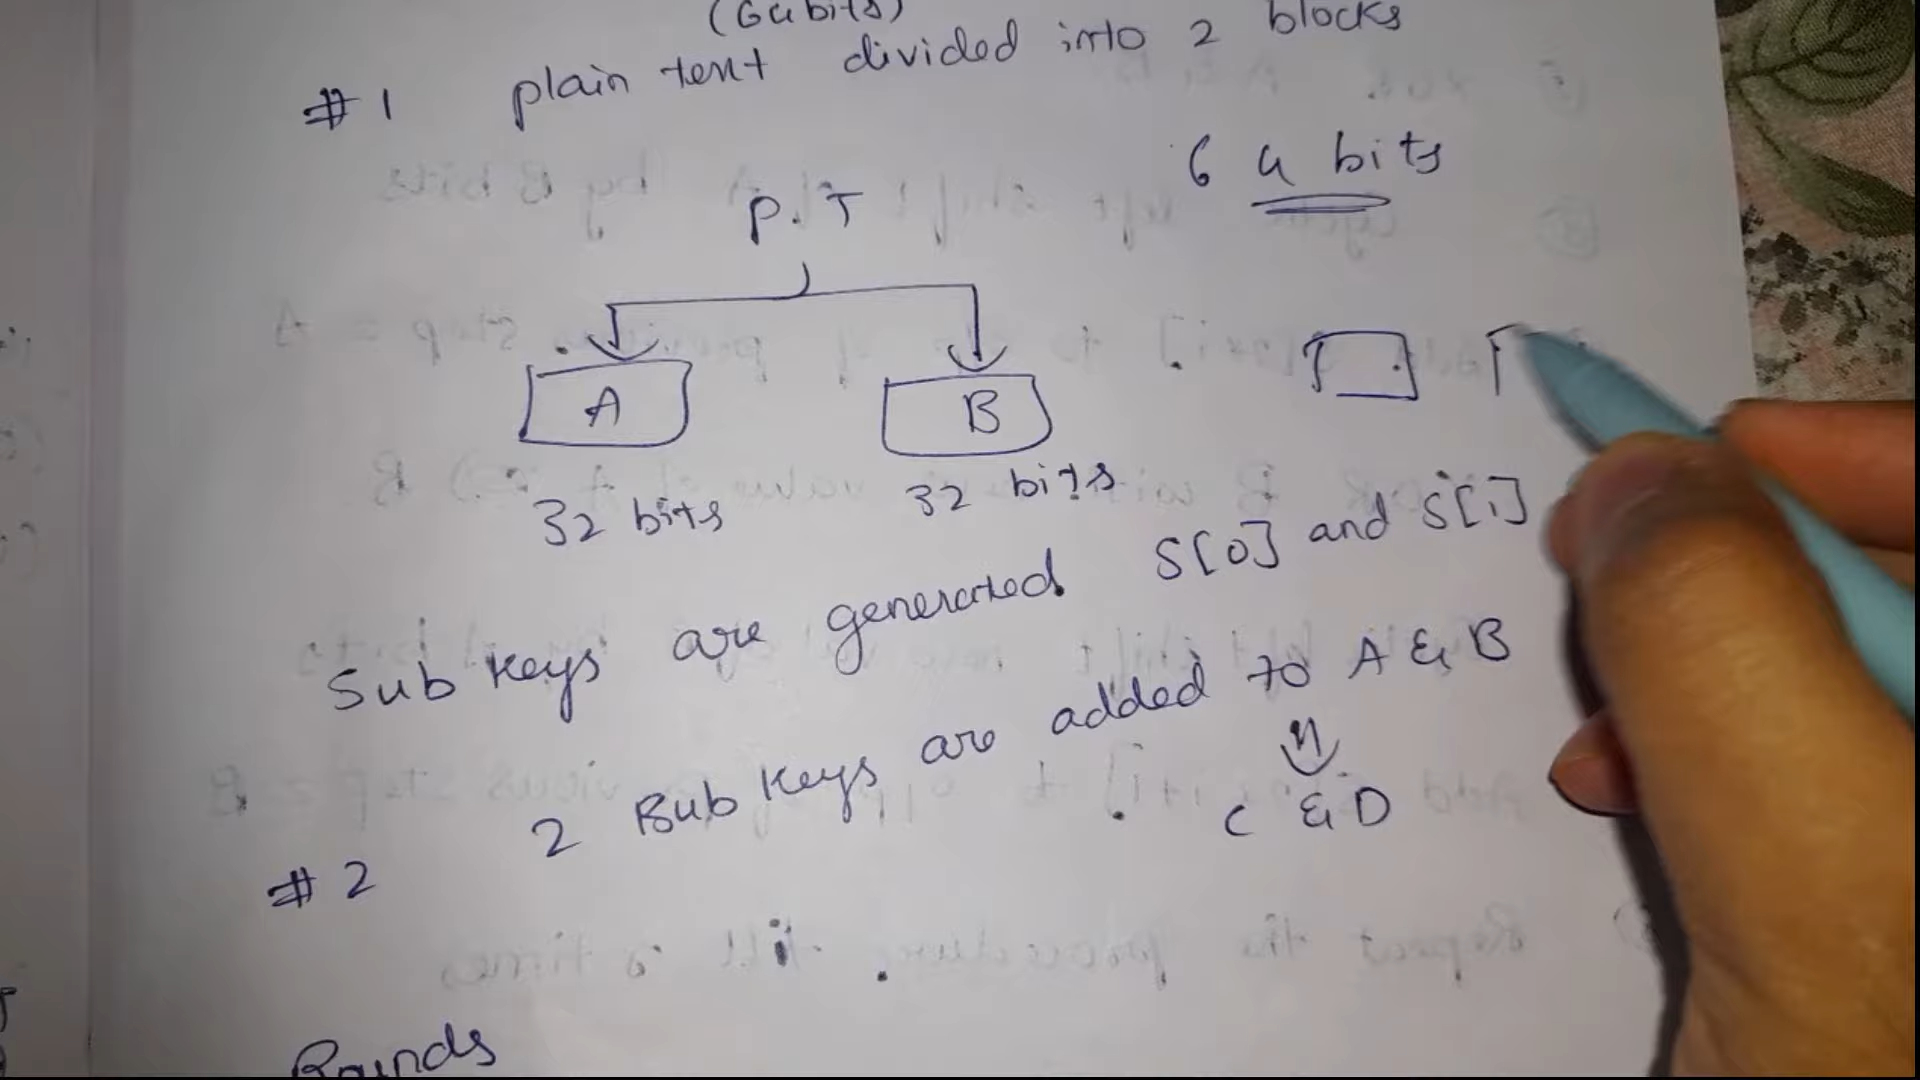 (64 bits)
#1 plain text divided into 2 blocks
64 bits
P.T
A B
32 bits 32 bits
Sub keys are generated S[0] and S[1]
#2 2 Sub keys are added to A & B
C & D
Rounds